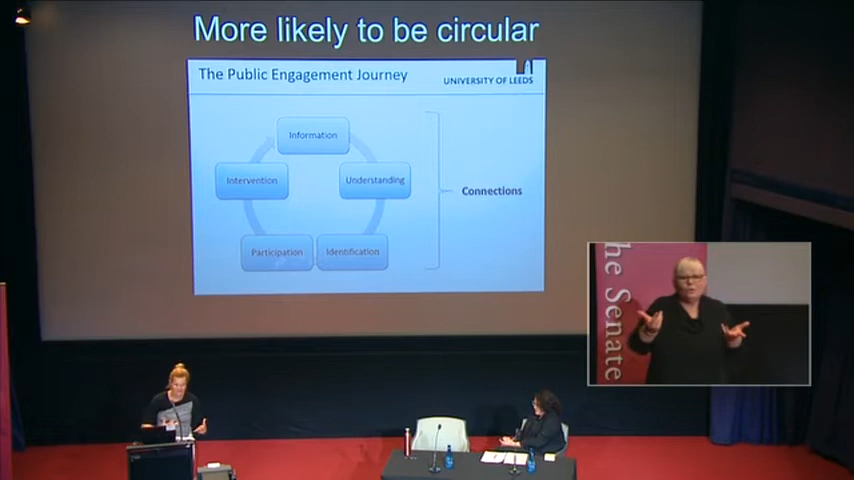 More likely to be circular
The Public Engagement Journey
UNIVERSITY OF LEEDS
Information
Intervention
Understanding
Connections
Participation
Identification
he Senate